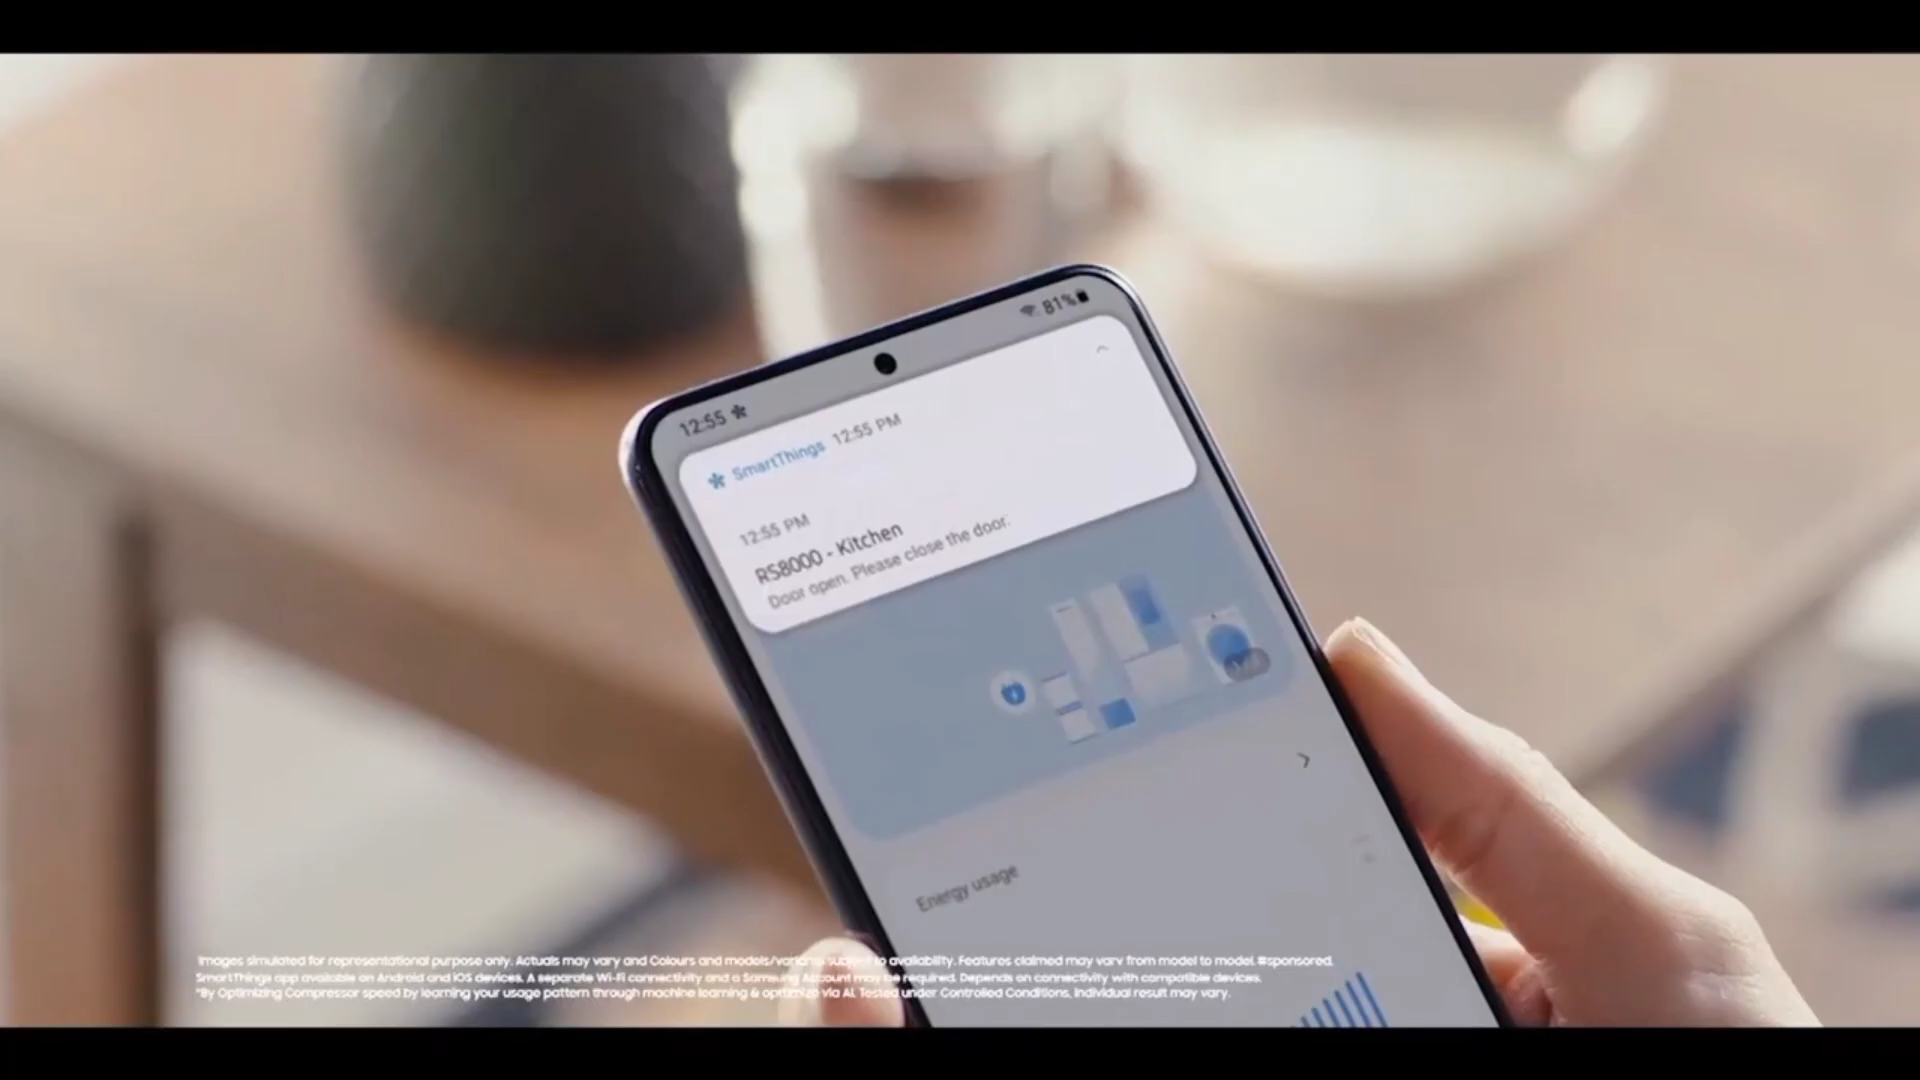 81%
12:55
SmartThings 12:55 PM
12:55 PM
RS8000 - Kitchen
Door open. Please close the door.
Energy usage
Images simulated for representational purpose only. Actuals may vary and Colours and models/variants subject to availability. Features claimed may vary from model to model. #sponsored.
SmartThings app available on Android and iOS devices. A separate Wi-Fi connectivity and a Samsung Account may be required. Depends on connectivity with compatible devices.
*By Optimizing Compressor speed by learning your usage pattern through machine learning & optimize via AI. Tested under Controlled Conditions, Individual result may vary.